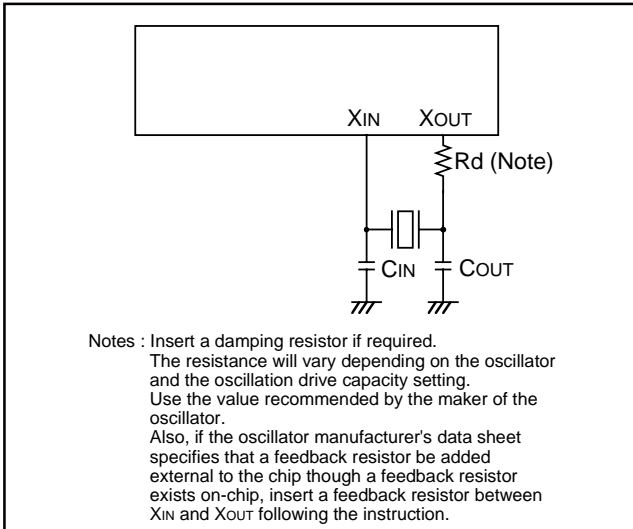 XIN XOUT
Rd (Note)
CIN COUT
Notes : Insert a damping resistor if required.
The resistance will vary depending on the oscillator
and the oscillation drive capacity setting.
Use the value recommended by the maker of the
oscillator.
Also, if the oscillator manufacturer's data sheet
specifies that a feedback resistor be added
external to the chip though a feedback resistor
exists on-chip, insert a feedback resistor between
XIN and XOUT following the instruction.